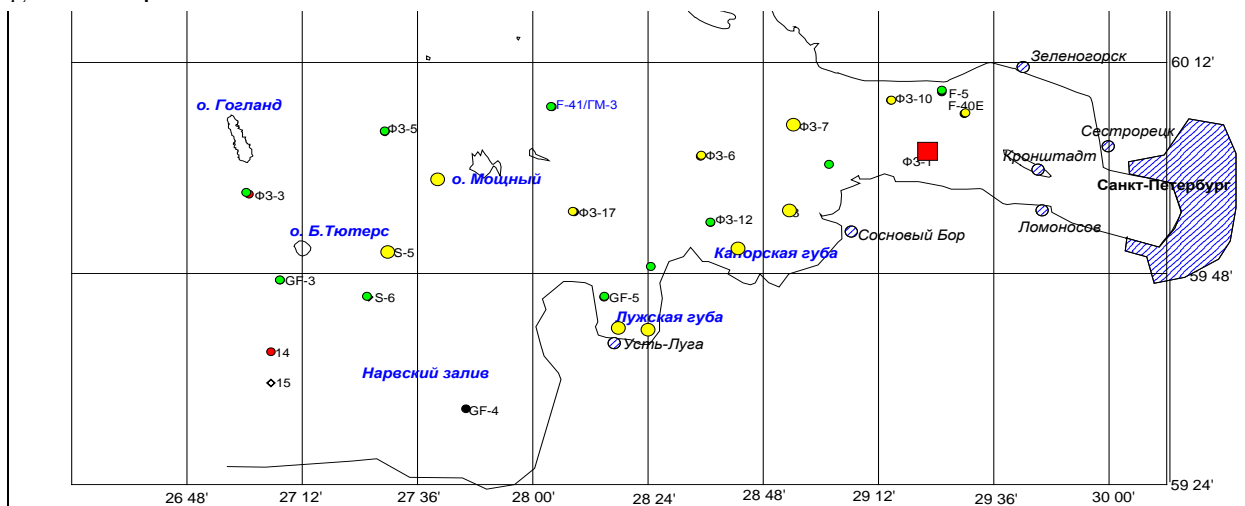 Зеленогорск
60 12'
о. Гогланд
F-41/ГМ-3
ФЗ-10
F-5
F-40E
ФЗ-5
ФЗ-7
Сестрорецк
ФЗ-6
ФЗ-1
Кронштадт
о. Мощный
Санкт-Петербург
ФЗ-3
ФЗ-17
ФЗ-12
Ломоносов
о. Б.Тютерс
Сосновый Бор
S-5
Капорская губа
59 48'
GF-3
S-6
GF-5
Лужская губа
Усть-Луга
14
Нарвский залив
15
GF-4
59 24'
26 48'
27 12'
27 36'
28 00'
28 24'
28 48'
29 12'
29 36'
30 00'